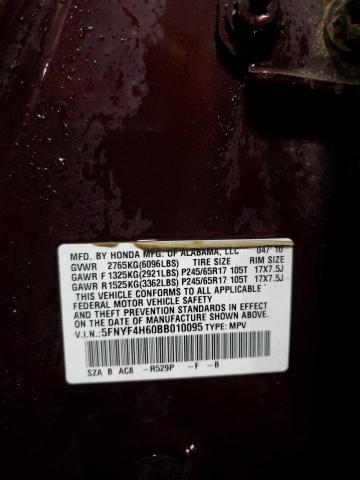 MFD. BY HONDA MFG. OF ALABAMA, LLC 04/10
GVWR 2765KG(6096LBS) TIRE SIZE RIM SIZE
GAWR F 1325KG(2921LBS) P245/65R17 105T 17X7.5J
GAWR R1525KG(3362LBS) P245/65R17 105T 17X7.5J
THIS VEHICLE CONFORMS TO ALL APPLICABLE
FEDERAL MOTOR VEHICLE SAFETY
AND THEFT PREVENTION STANDARDS IN EFFECT
ON THE DATE OF MANUFACTURE SHOWN ABOVE.
V.I.N.:5FNYF4H60BB010095 TYPE: MPV
SZA B AC8 -R529P -F -B